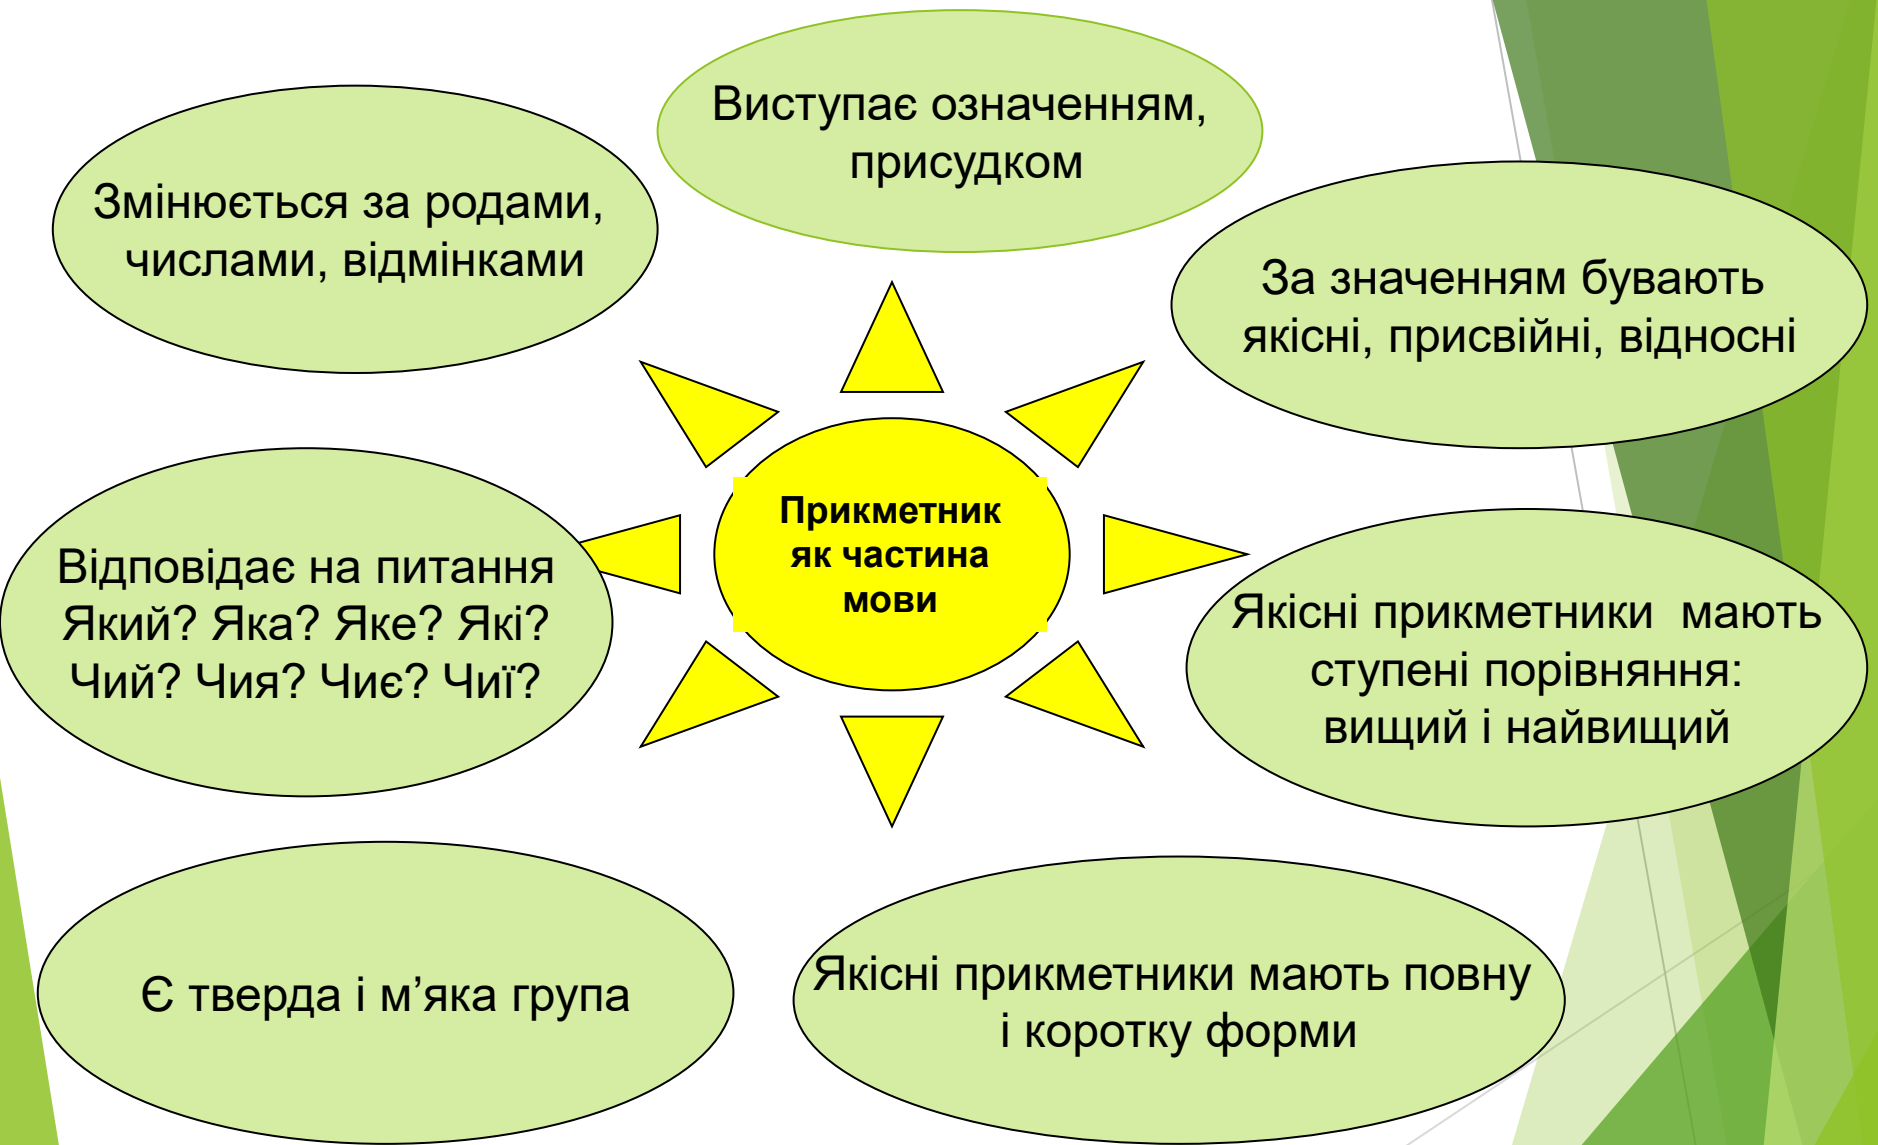 Виступає означенням,
присудком
Змінюється за родами,
числами, відмінками
За значенням бувають
якісні, присвійні, відносні
Прикметник
як частина
мови
Відповідає на питання
Який? Яка? Яке? Які?
Чий? Чия? Чиє? Чиї?
Якісні прикметники  мають
ступені порівняння:
вищий і найвищий
Є тверда і м’яка група
Якісні прикметники мають повну
і коротку форми